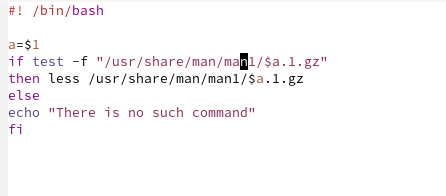 #! /bin/bash
a=$1
if test -f "/usr/share/man/man1/$a.1.gz"
then less /usr/share/man/man1/$a.1.gz
else
echo "There is no such command"
fi